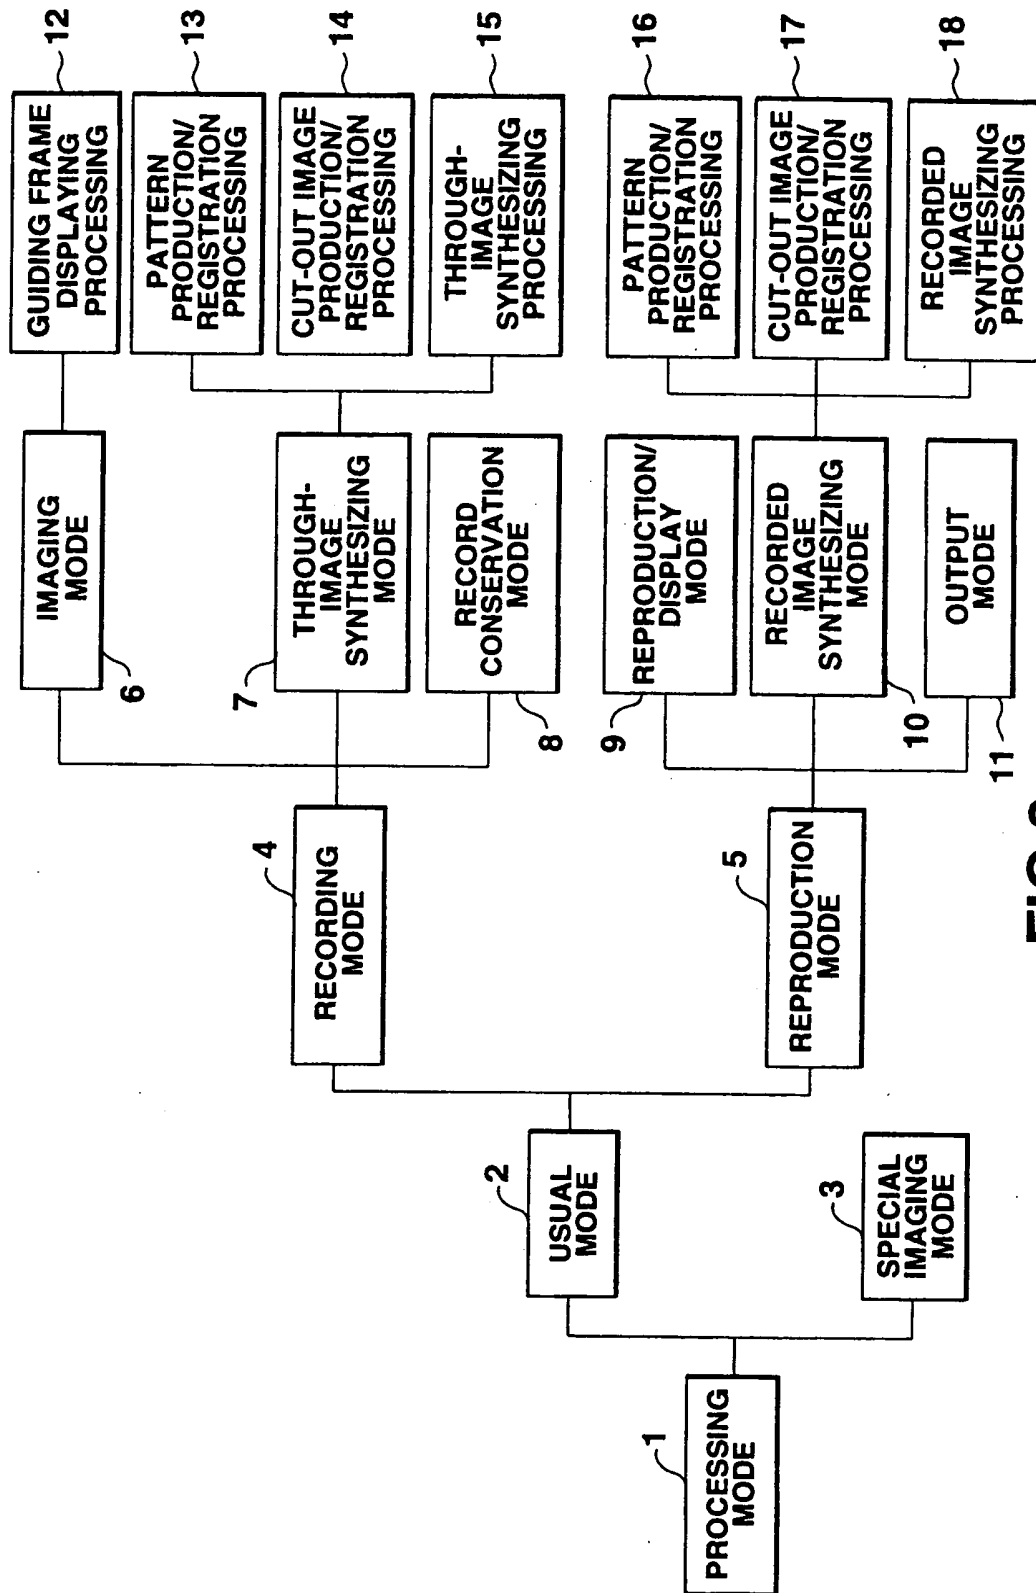 1
PROCESSING
MODE
2
USUAL
MODE
3
SPECIAL
IMAGING
MODE
4
RECORDING
MODE
5
REPRODUCTION
MODE
6
IMAGING
MODE
7
THROUGH-
IMAGE
SYNTHESIZING
MODE
8
RECORD
CONSERVATION
MODE
9
REPRODUCTION/
DISPLAY
MODE
10
RECORDED
IMAGE
SYNTHESIZING
MODE
11
OUTPUT
MODE
12
GUIDING FRAME
DISPLAYING
PROCESSING
13
PATTERN
PRODUCTION/
REGISTRATION
PROCESSING
14
CUT-OUT IMAGE
PRODUCTION/
REGISTRATION
PROCESSING
15
THROUGH-
IMAGE
SYNTHESIZING
PROCESSING
16
PATTERN
PRODUCTION/
REGISTRATION
PROCESSING
17
CUT-OUT IMAGE
PRODUCTION/
REGISTRATION
PROCESSING
18
RECORDED
IMAGE
SYNTHESIZING
PROCESSING